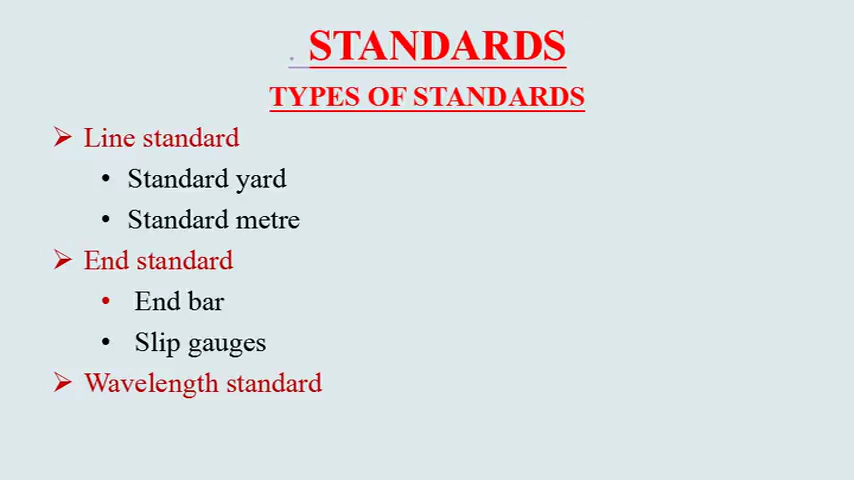 . STANDARDS
TYPES OF STANDARDS
➢ Line standard
• Standard yard
• Standard metre
➢ End standard
• End bar
• Slip gauges
➢ Wavelength standard